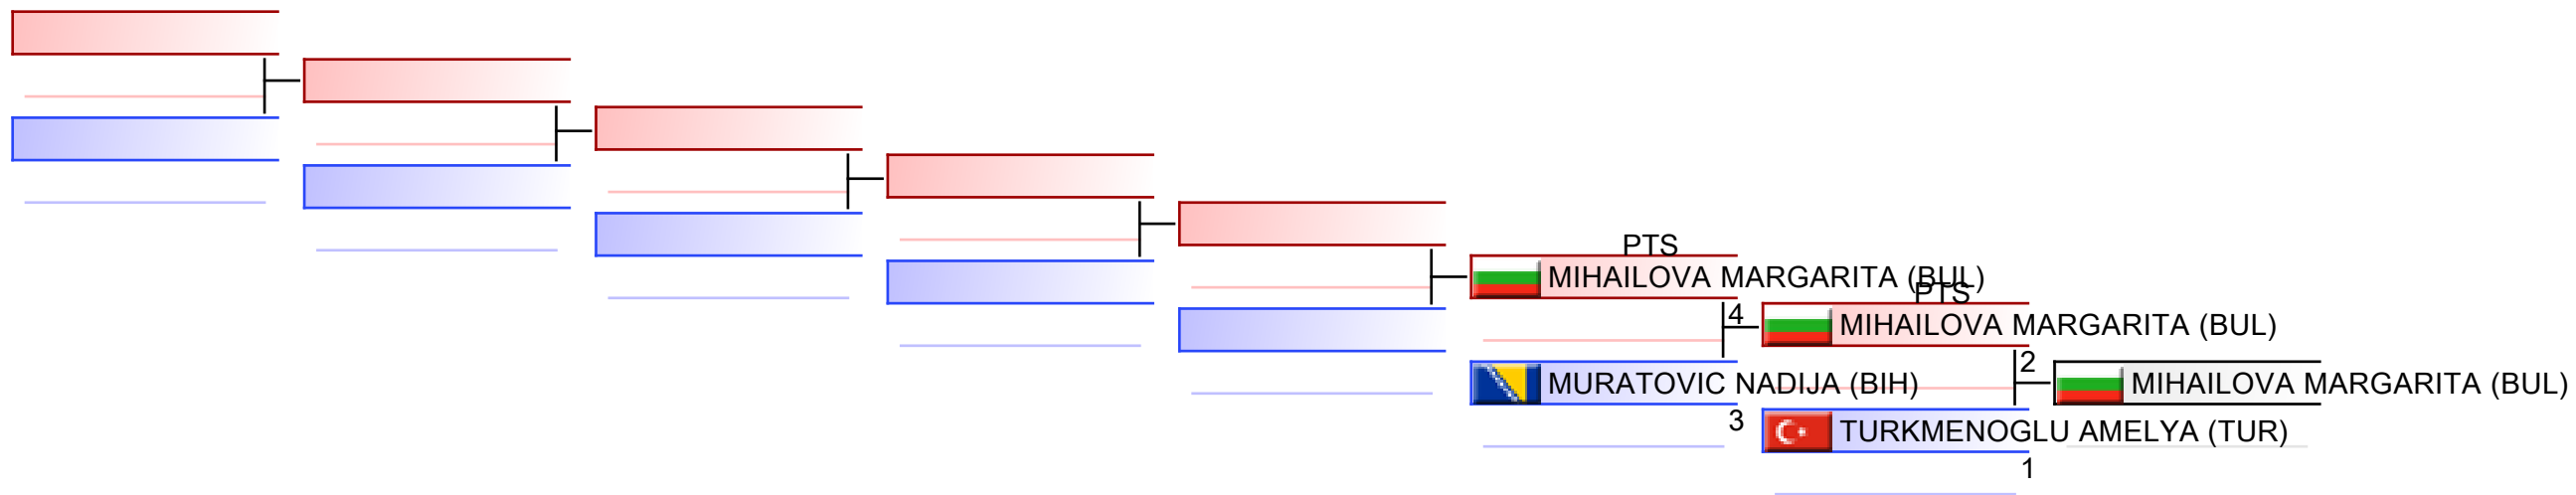 PTS
MIHAILOVA MARGARITA (BUL)
PTS
4
MIHAILOVA MARGARITA (BUL)
2
MURATOVIC NADIJA (BIH)
MIHAILOVA MARGARITA (BUL)
3
TURKMENOGLU AMELYA (TUR)
1